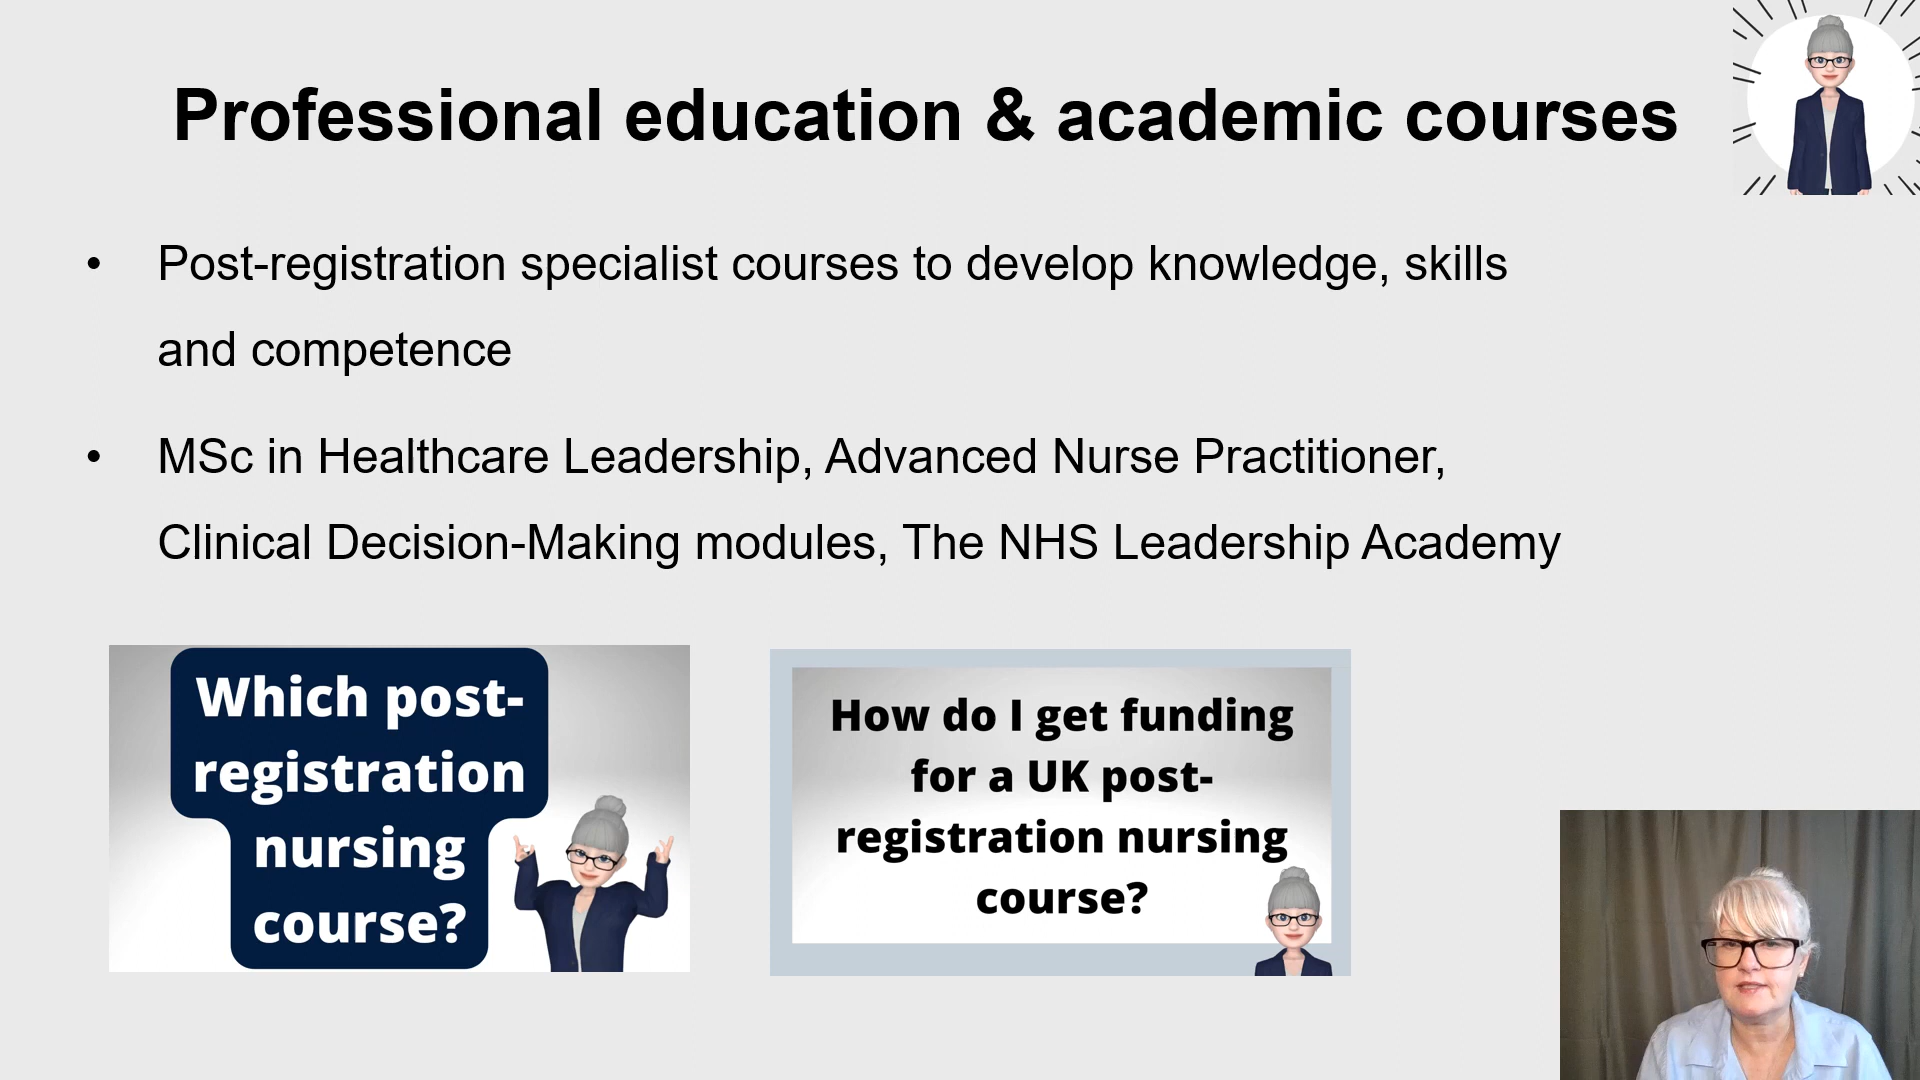 Professional education & academic courses
• Post-registration specialist courses to develop knowledge, skills
and competence
• MSc in Healthcare Leadership, Advanced Nurse Practitioner,
Clinical Decision-Making modules, The NHS Leadership Academy
Which post-
registration
nursing
course?
How do I get funding
for a UK post-
registration nursing
course?